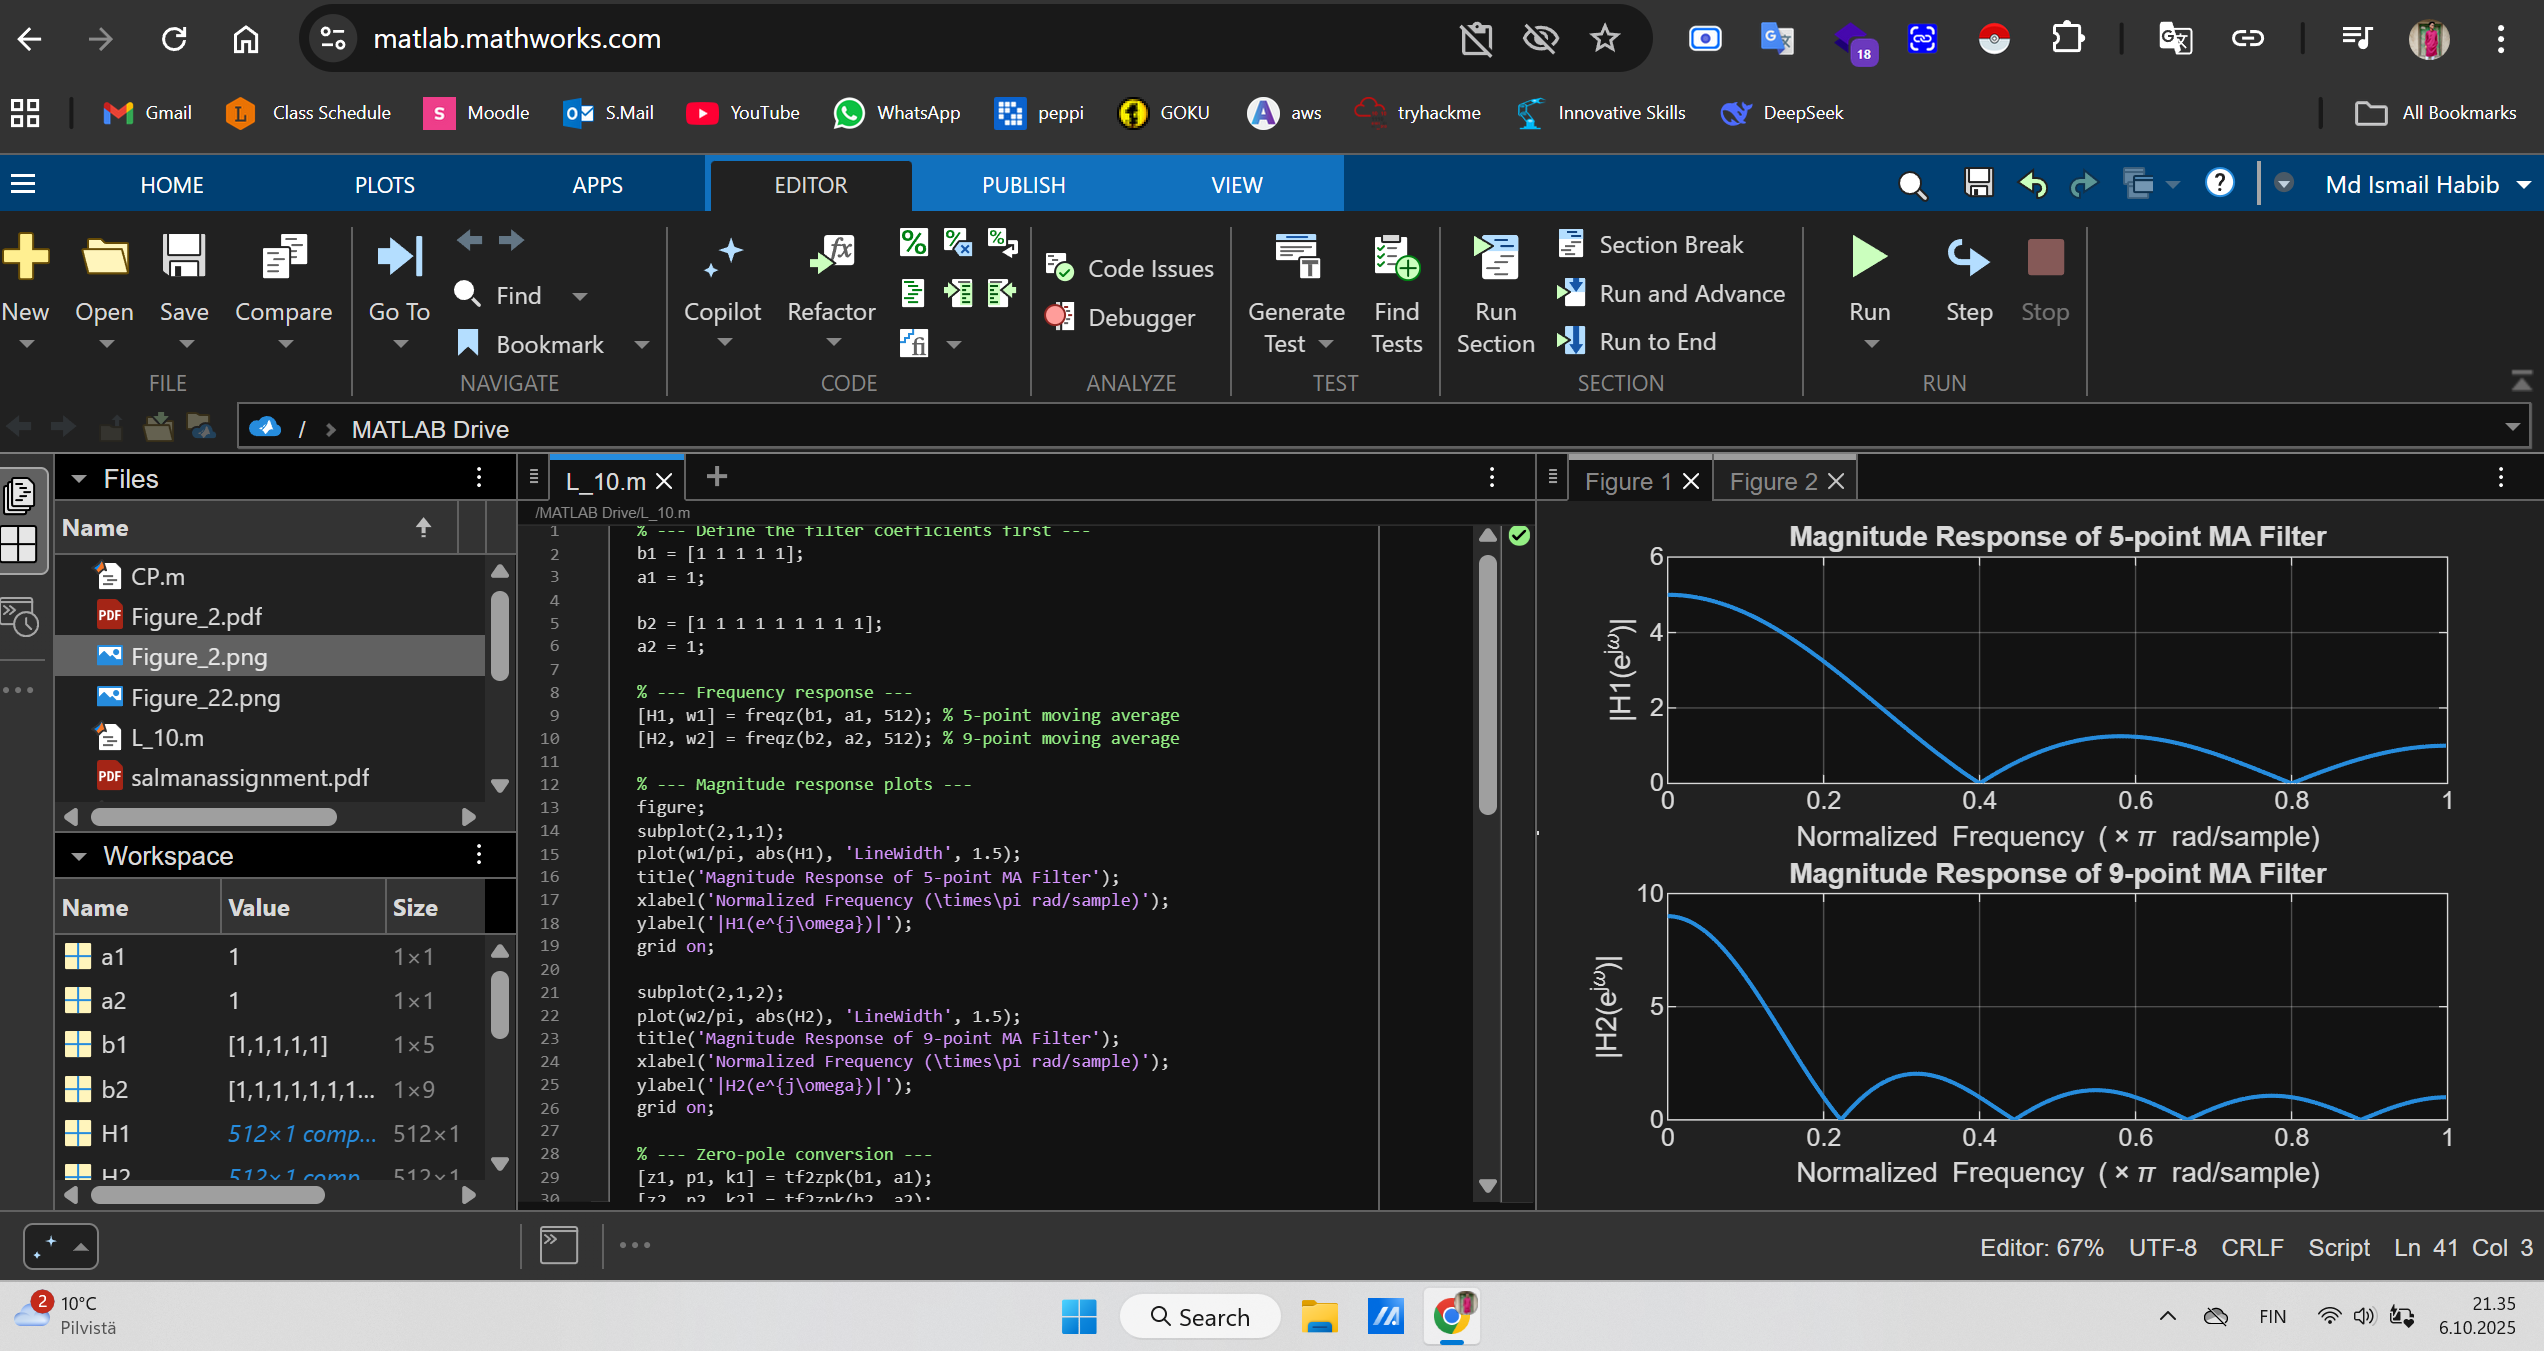 matlab.mathworks.com
18
Gmail
Class Schedule
Moodle
S.Mail
YouTube
WhatsApp
peppi
GOKU
aws
tryhackme
Innovative Skills
DeepSeek
All Bookmarks
HOME
PLOTS
APPS
EDITOR
PUBLISH
VIEW
Md Ismail Habib
New
Open
Save
Compare
FILE
Go To
Find
Bookmark
NAVIGATE
Copilot
Refactor
CODE
Code Issues
Debugger
ANALYZE
Generate
Test
Find
Tests
TEST
Run
Section
Section Break
Run and Advance
Run to End
SECTION
Run
Step
Stop
RUN
/ > MATLAB Drive
Files
Name
CP.m
PDF Figure_2.pdf
Figure_2.png
Figure_22.png
L_10.m
PDF salmanassignment.pdf
Workspace
Name Value Size
a1 1 1×1
a2 1 1×1
b1 [1,1,1,1,1] 1×5
b2 [1,1,1,1,1,1,1... 1×9
H1 512×1 comp... 512×1
H2 512×1 comp... 512×1
L_10.m
/MATLAB Drive/L_10.m
1 % --- Define the filter coefficients first ---
2 b1 = [1 1 1 1 1];
3 a1 = 1;
4
5 b2 = [1 1 1 1 1 1 1 1 1];
6 a2 = 1;
7
8 % --- Frequency response ---
9 [H1, w1] = freqz(b1, a1, 512); % 5-point moving average
10 [H2, w2] = freqz(b2, a2, 512); % 9-point moving average
11
12 % --- Magnitude response plots ---
13 figure;
14 subplot(2,1,1);
15 plot(w1/pi, abs(H1), 'LineWidth', 1.5);
16 title('Magnitude Response of 5-point MA Filter');
17 xlabel('Normalized Frequency (\times\pi rad/sample)');
18 ylabel('|H1(e^{j\omega})|');
19 grid on;
20
21 subplot(2,1,2);
22 plot(w2/pi, abs(H2), 'LineWidth', 1.5);
23 title('Magnitude Response of 9-point MA Filter');
24 xlabel('Normalized Frequency (\times\pi rad/sample)');
25 ylabel('|H2(e^{j\omega})|');
26 grid on;
27
28 % --- Zero-pole conversion ---
29 [z1, p1, k1] = tf2zpk(b1, a1);
30 [z2, p2, k2] = tf2zpk(b2, a2);
Figure 1
Figure 2
Magnitude Response of 5-point MA Filter
6
4
2
0
|H1(e^{jω})|
0 0.2 0.4 0.6 0.8 1
Normalized Frequency (×π rad/sample)
Magnitude Response of 9-point MA Filter
10
5
0
|H2(e^{jω})|
0 0.2 0.4 0.6 0.8 1
Normalized Frequency (×π rad/sample)
Editor: 67% UTF-8 CRLF Script Ln 41 Col 3
2
10°C
Pilvistä
Search
FIN
21.35
6.10.2025